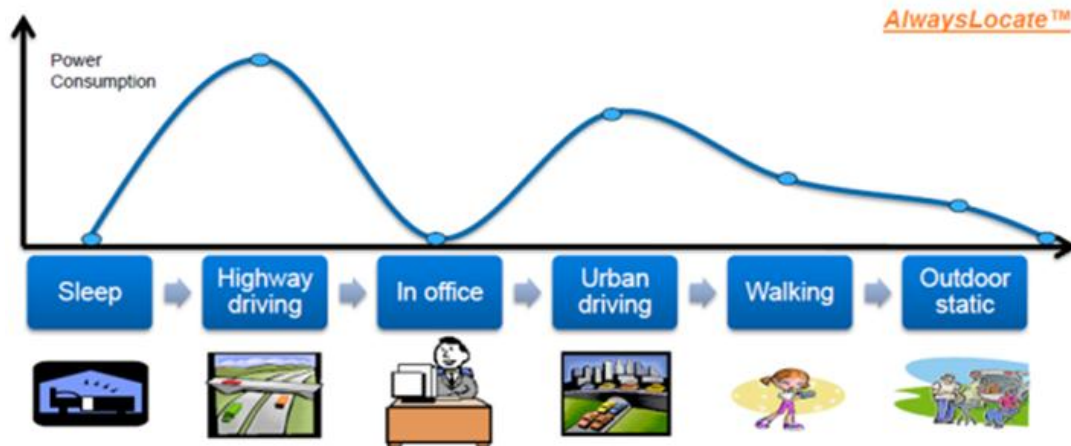 AlwaysLocate™
Power
Consumption
Sleep
Highway
driving
In office
Urban
driving
Walking
Outdoor
static